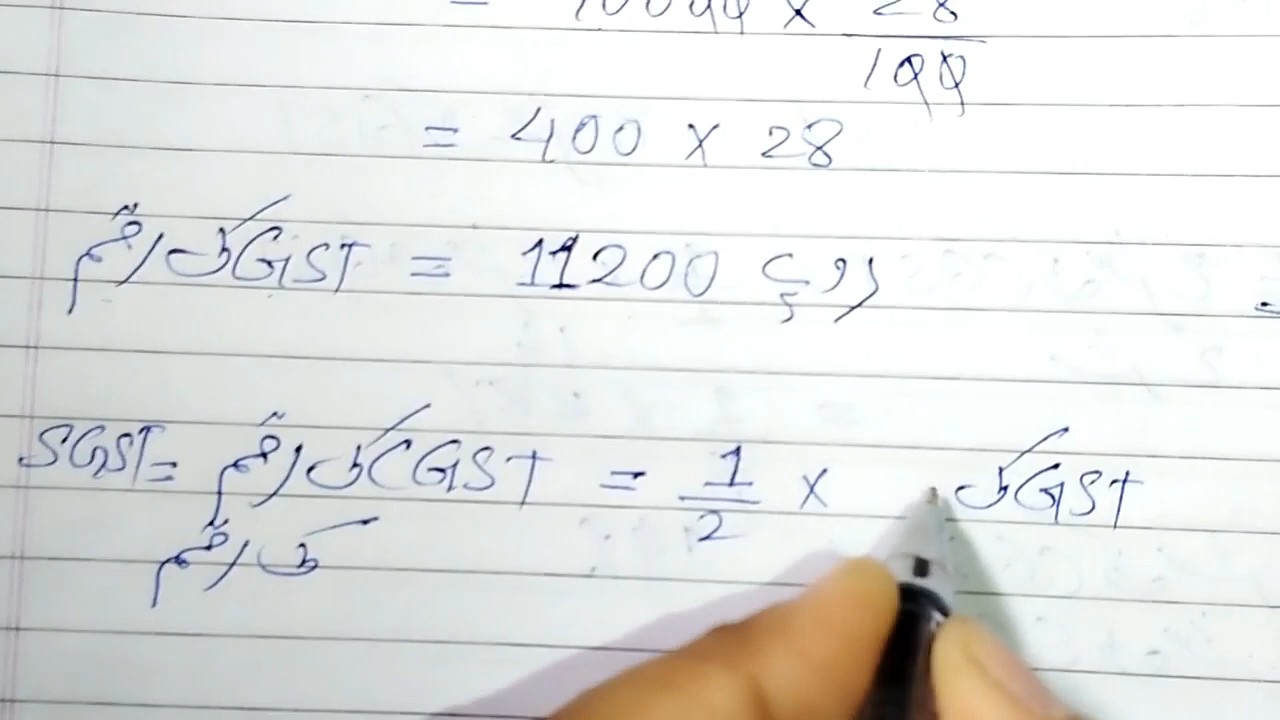 = 400 × 28
GST کی رقم = 11200 روپے
SGST = CGST کی رقم = 1/2 × GST کی
کی رقم